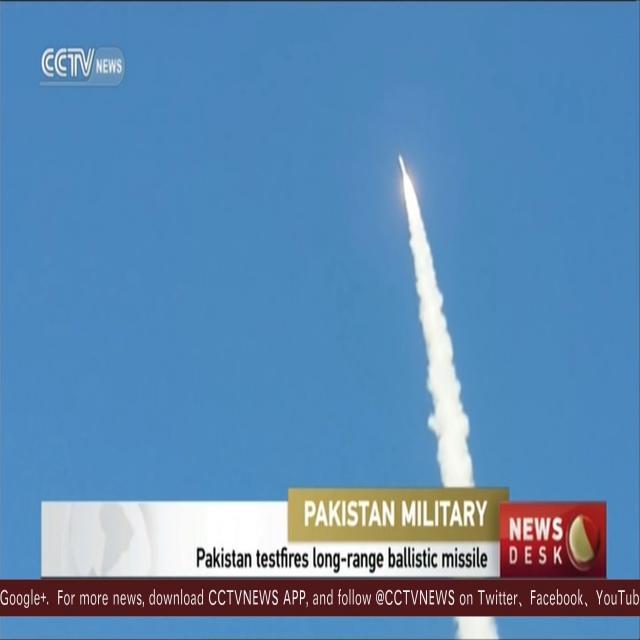 CCTV NEWS
PAKISTAN MILITARY
Pakistan testfires long-range ballistic missile
NEWS
DESK
Google+. For more news, download CCTVNEWS APP, and follow @CCTVNEWS on Twitter、Facebook、YouTub